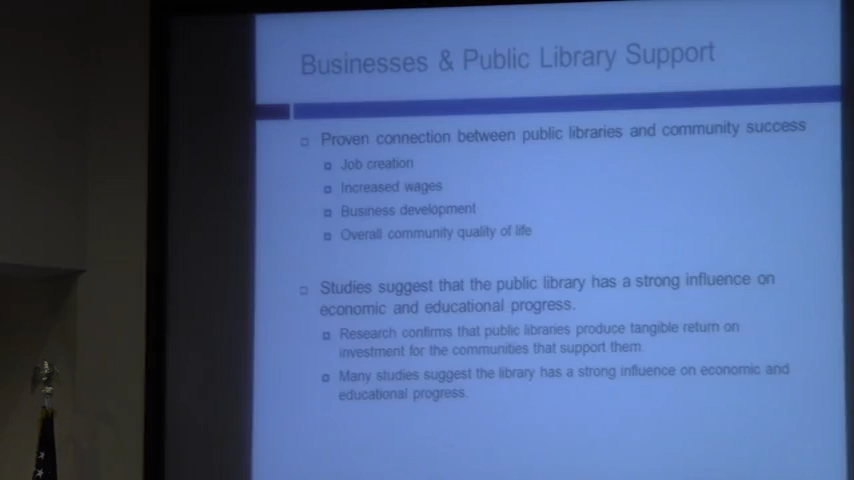 Businesses & Public Library Support
Proven connection between public libraries and community success
Job creation
Increased wages
Business development
Overall community quality of life
Studies suggest that the public library has a strong influence on
economic and educational progress.
Research confirms that public libraries produce tangible return on
investment for the communities that support them.
Many studies suggest the library has a strong influence on economic and
educational progress.